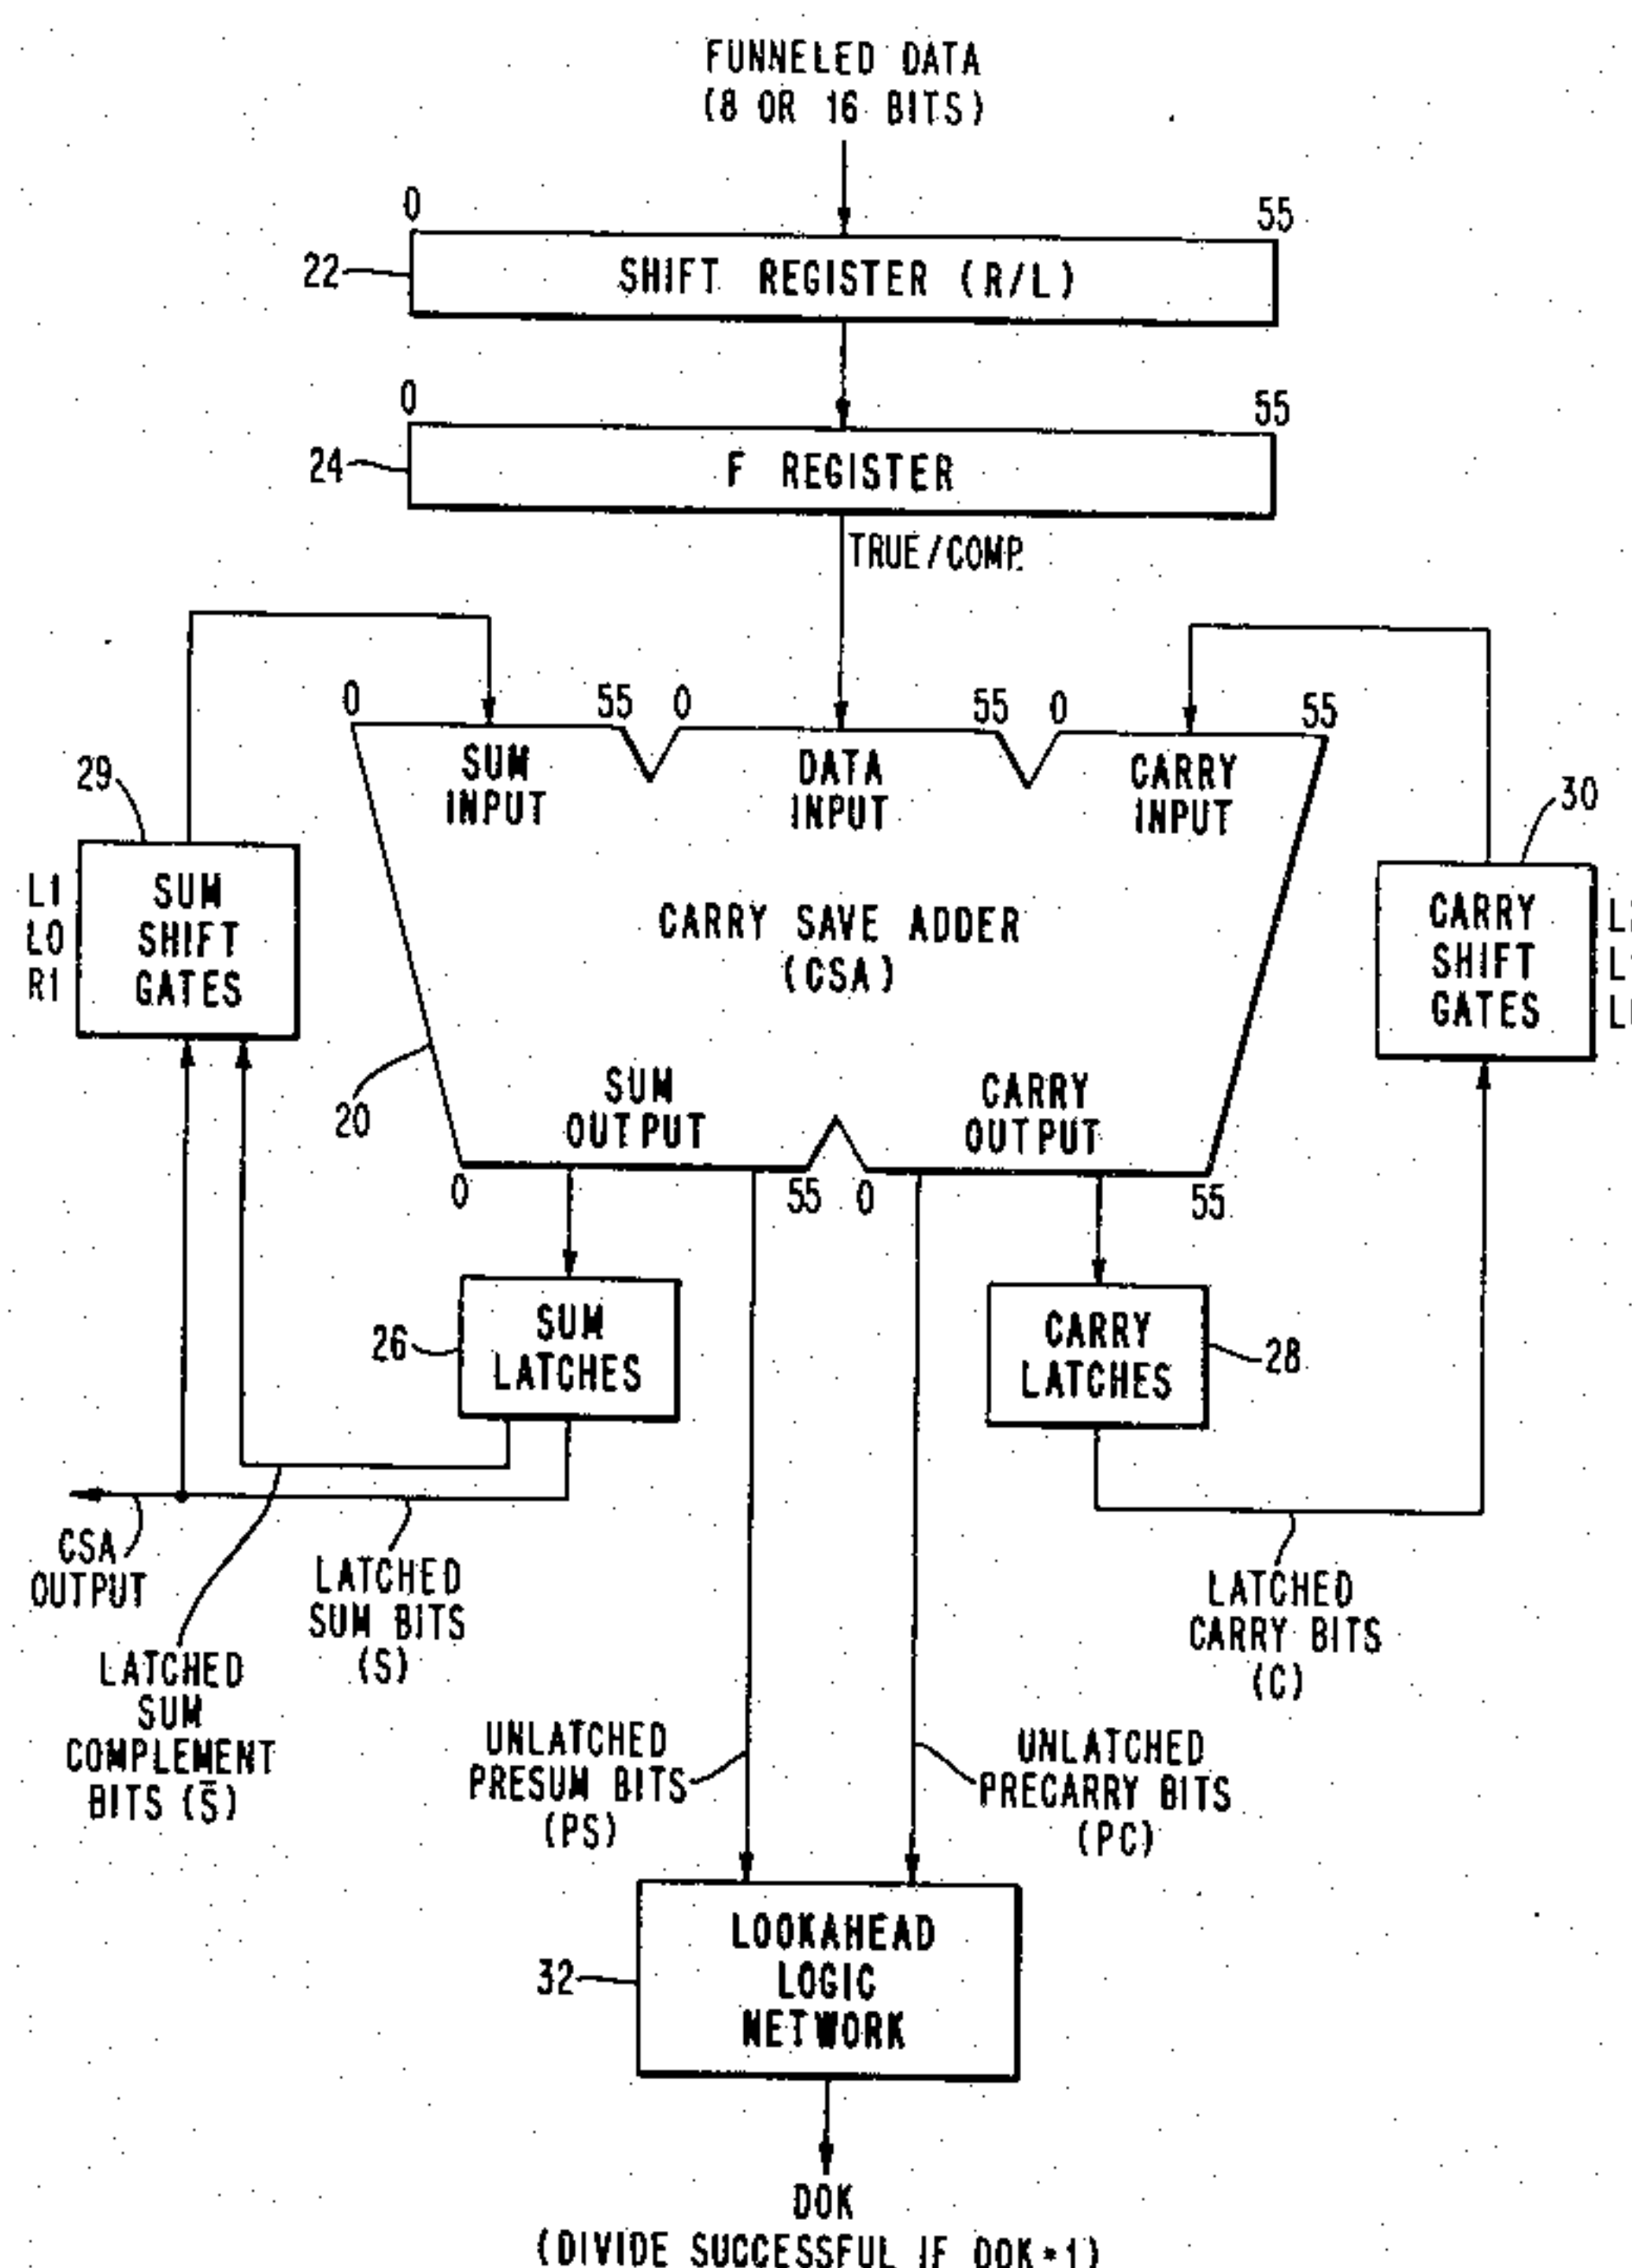 FUNNELED DATA
(8 OR 16 BITS)
0
55
22
SHIFT REGISTER (R/L)
0
55
24
F REGISTER
TRUE/COMP.
0
55
0
55
0
55
SUM
INPUT
DATA
INPUT
CARRY
INPUT
29
30
L1
L0
R1
SUM
SHIFT
GATES
CARRY SAVE ADDER
(CSA)
CARRY
SHIFT
GATES
20
SUM
OUTPUT
CARRY
OUTPUT
0
55
0
55
26
SUM
LATCHES
CARRY
LATCHES
28
CSA
OUTPUT
LATCHED
SUM BITS
(S)
LATCHED
CARRY BITS
(C)
LATCHED
SUM
COMPLEMENT
BITS (S̅)
UNLATCHED
PRESUM BITS
(PS)
UNLATCHED
PRECARRY BITS
(PC)
32
LOOKAHEAD
LOGIC
NETWORK
DOK
(DIVIDE SUCCESSFUL IF DOK=1)